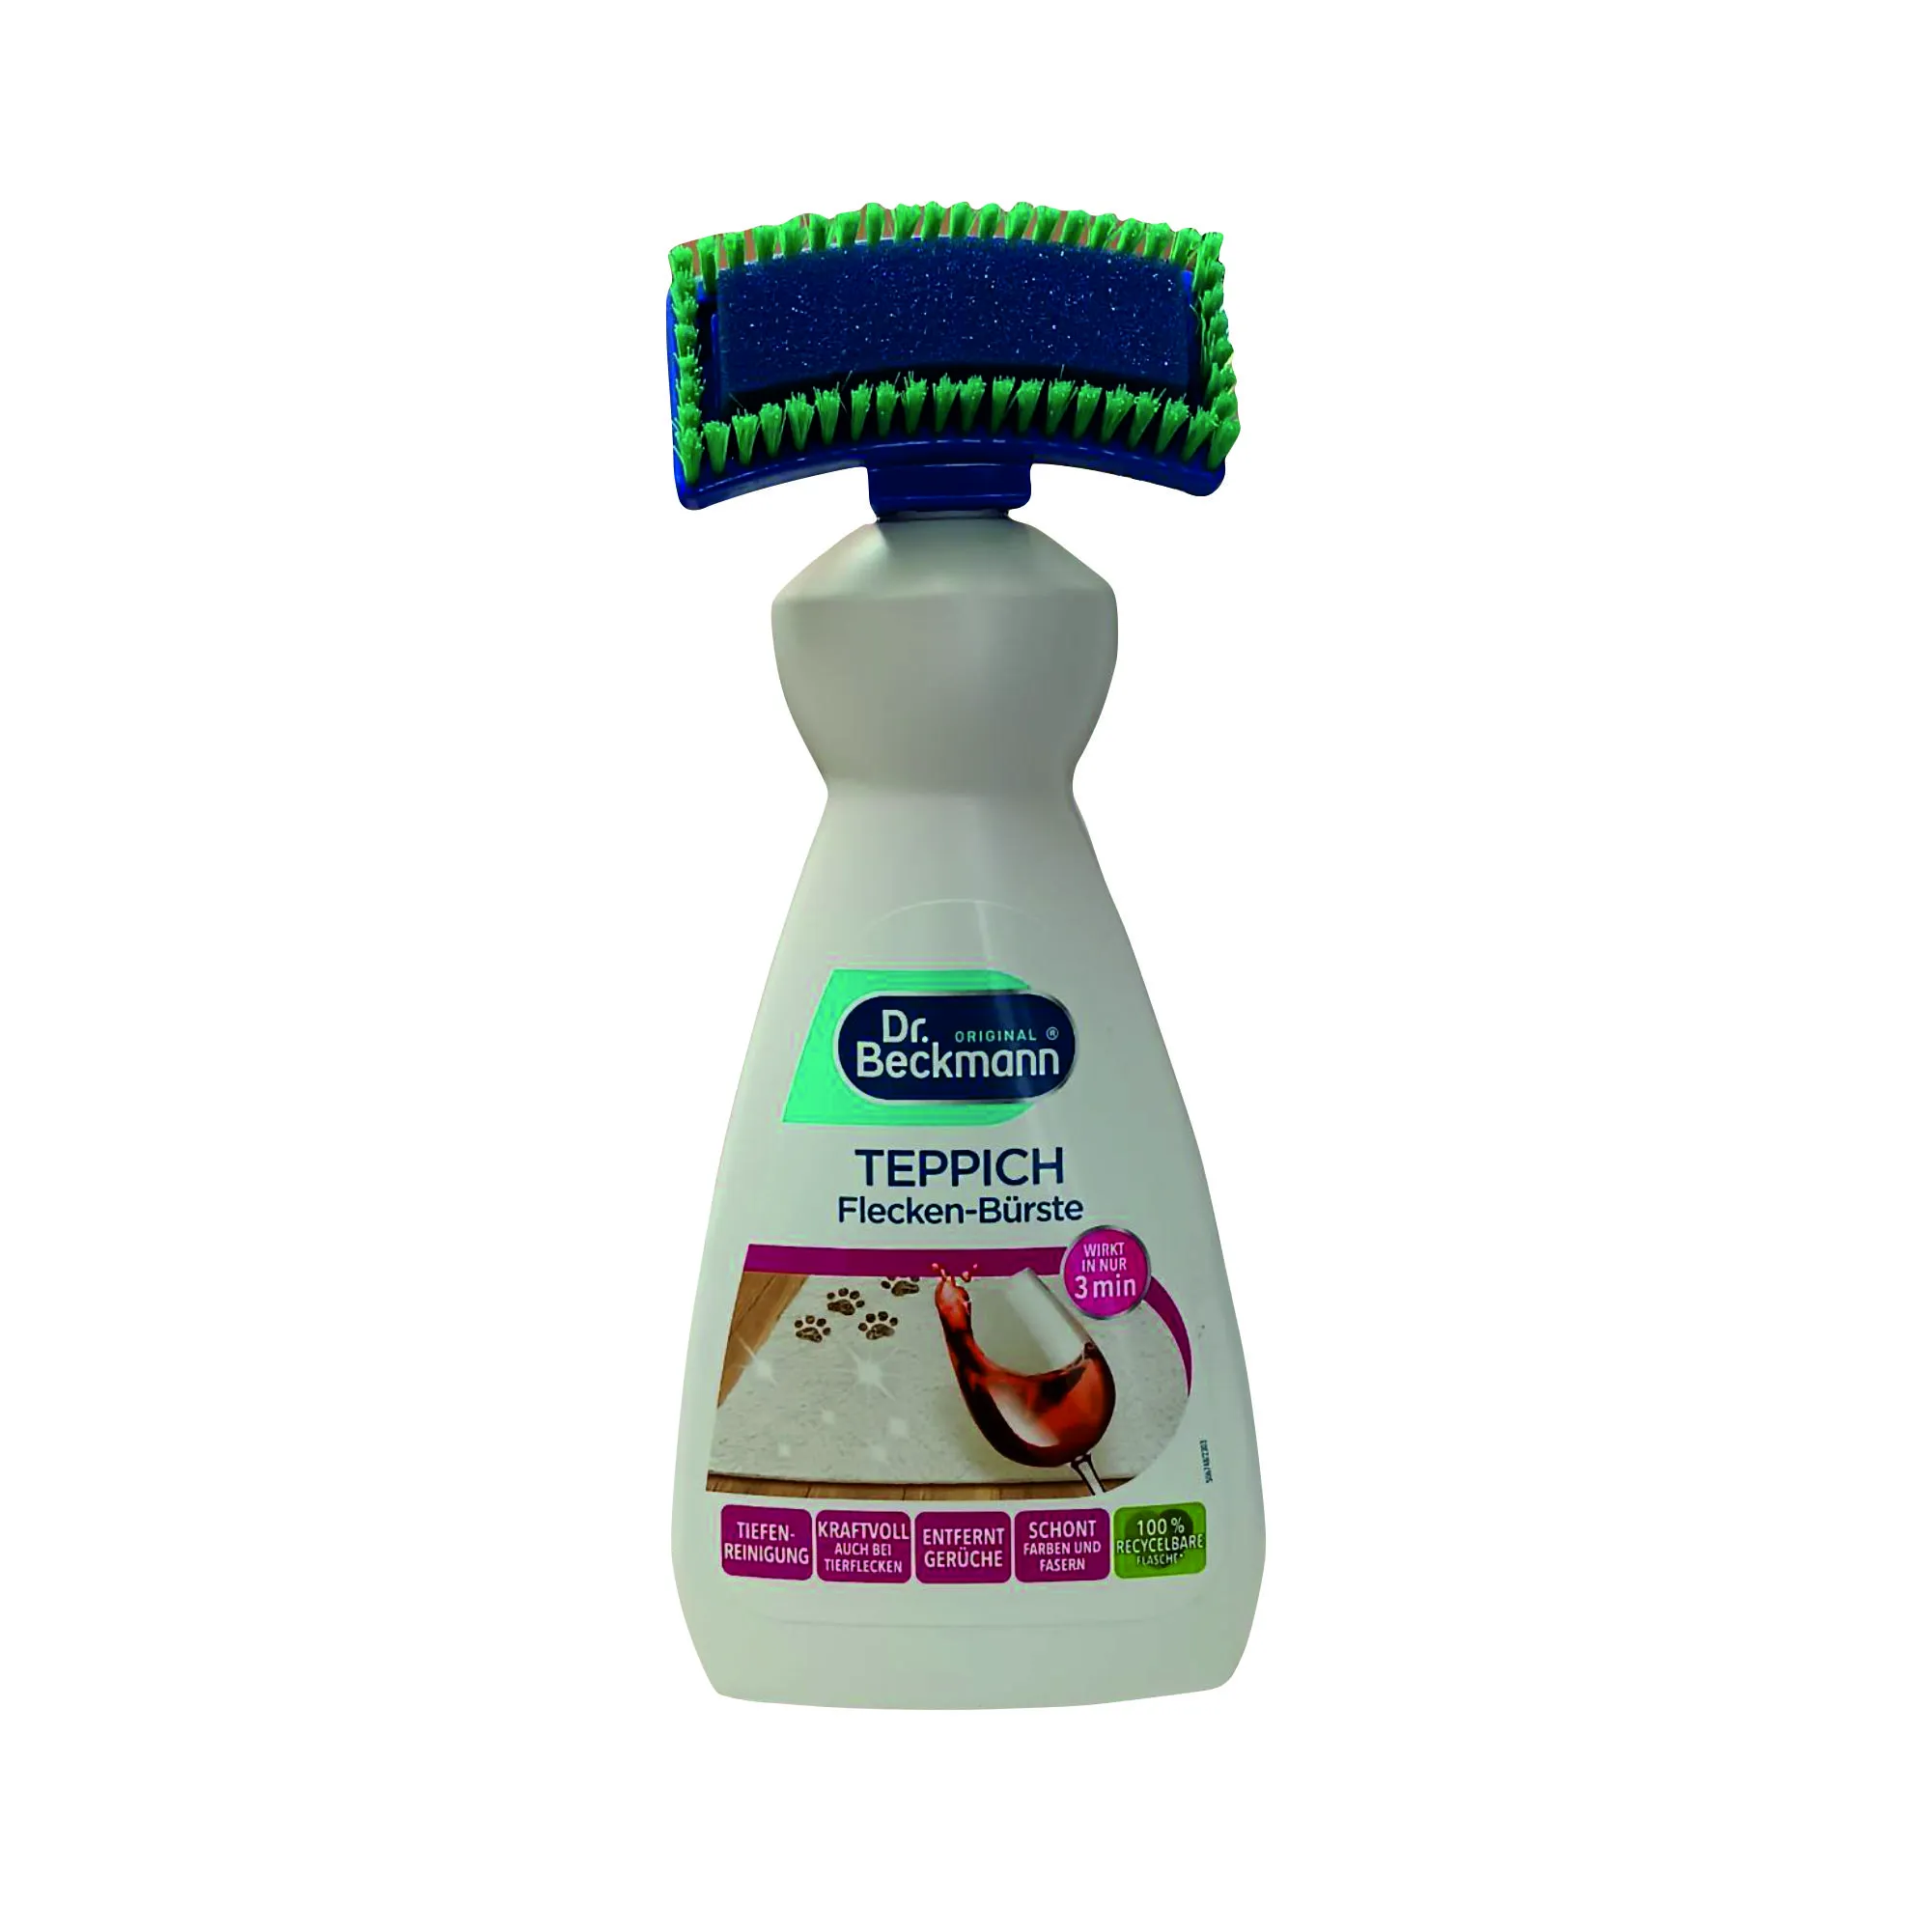 Dr.
ORIGINAL ®
Beckmann
TEPPICH
Flecken-Bürste
WIRKT
IN NUR
3 min
TIEFEN-
REINIGUNG
KRAFTVOLL
AUCH BEI
TIERFLECKEN
ENTFERNT
GERÜCHE
SCHONT
FARBEN UND
FASERN
100 %
RECYCELBARE
FLASCHE*